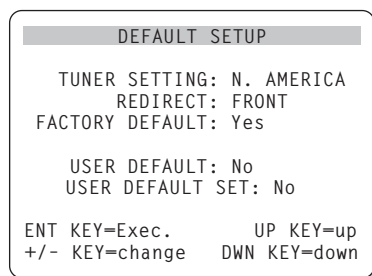 DEFAULT SETUP
TUNER SETTING: N. AMERICA
REDIRECT: FRONT
FACTORY DEFAULT: Yes
USER DEFAULT: No
USER DEFAULT SET: No
ENT KEY=Exec. UP KEY=up
+/- KEY=change DWN KEY=down